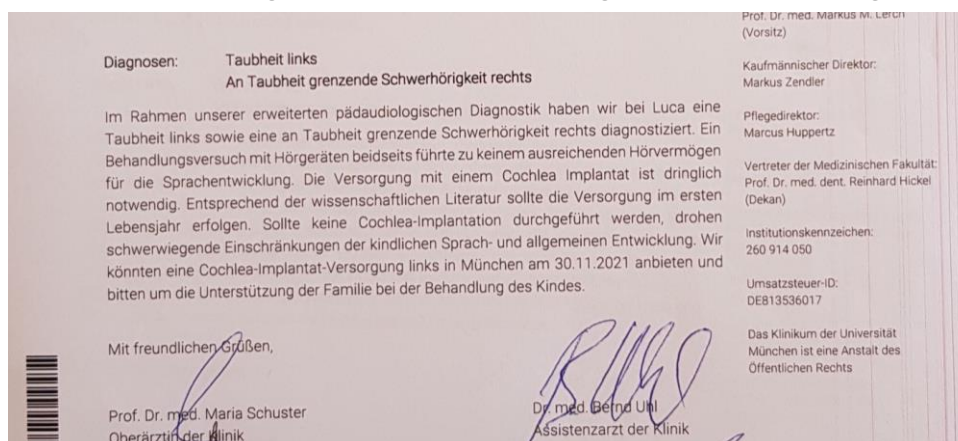 Diagnosen: Taubheit links
An Taubheit grenzende Schwerhörigkeit rechts
Im Rahmen unserer erweiterten pädaudiologischen Diagnostik haben wir bei Luca eine
Taubheit links sowie eine an Taubheit grenzende Schwerhörigkeit rechts diagnostiziert. Ein
Behandlungsversuch mit Hörgeräten beidseits führte zu keinem ausreichenden Hörvermögen
für die Sprachentwicklung. Die Versorgung mit einem Cochlea Implantat ist dringlich
notwendig. Entsprechend der wissenschaftlichen Literatur sollte die Versorgung im ersten
Lebensjahr erfolgen. Sollte keine Cochlea-Implantation durchgeführt werden, drohen
schwerwiegende Einschränkungen der kindlichen Sprach- und allgemeinen Entwicklung. Wir
könnten eine Cochlea-Implantat-Versorgung links in München am 30.11.2021 anbieten und
bitten um die Unterstützung der Familie bei der Behandlung des Kindes.
Mit freundlichen Grüßen,
Prof. Dr. med. Maria Schuster
Oberärztin der Klinik
Dr. med. Bernd Uhl
Assistenzarzt der Klinik
Prof. Dr. med. Markus M. Lerch
(Vorsitz)
Kaufmännischer Direktor:
Markus Zendler
Pflegedirektor:
Marcus Huppertz
Vertreter der Medizinischen Fakultät:
Prof. Dr. med. dent. Reinhard Hickel
(Dekan)
Institutionskennzeichen:
260 914 050
Umsatzsteuer-ID:
DE813536017
Das Klinikum der Universität
München ist eine Anstalt des
Öffentlichen Rechts